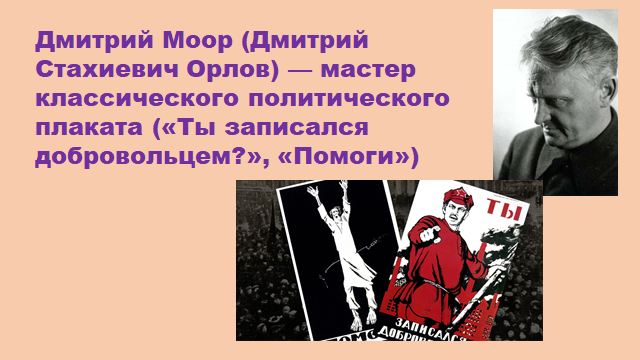 Дмитрий Моор (Дмитрий
Стахиевич Орлов) — мастер
классического политического
плаката («Ты записался
добровольцем?», «Помоги»)
ТЫ
ЗАПИСАЛСЯ